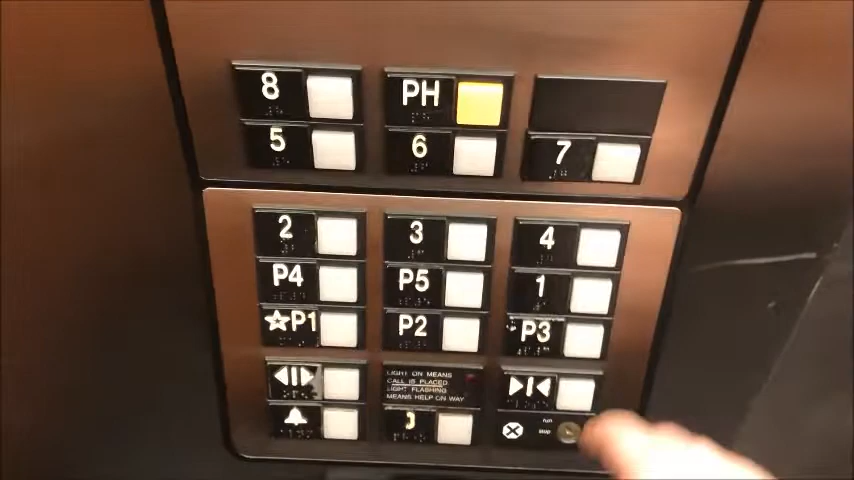 8 PH
5 6 7
2 3 4
P4 P5 1
☆P1 P2 P3
LIGHT ON MEANS
CALL IS PLACED
LIGHT FLASHING
MEANS HELP ON WAY
run
stop